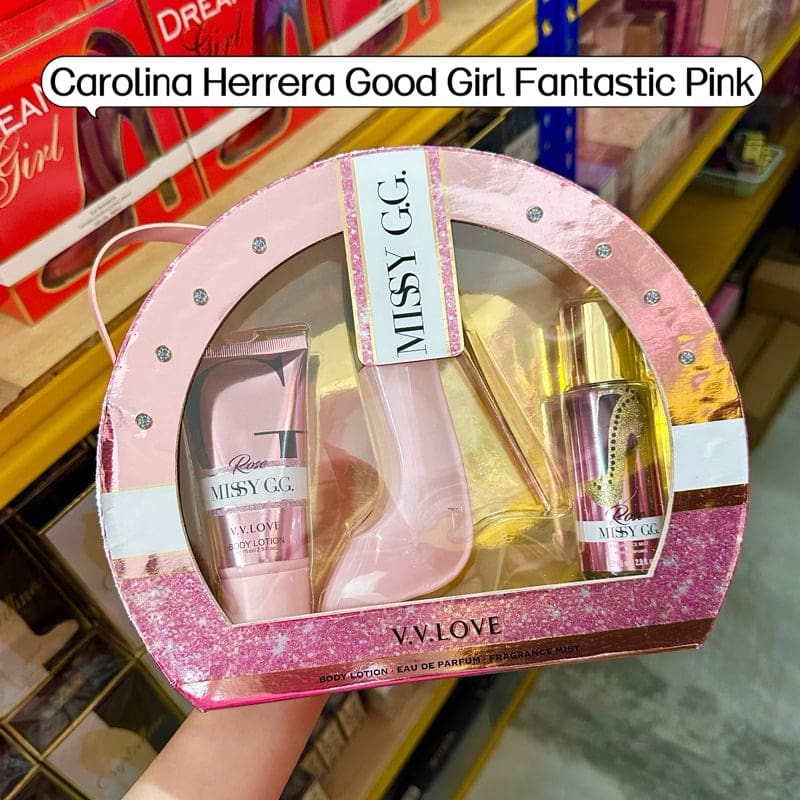 Carolina Herrera Good Girl Fantastic Pink
DREAM
Girl
Girl
MISSY G.G.
G
Rose
MISSY G.G.
V.V.LOVE
BODY LOTION
Rose
MISSY G.G.
V.V.LOVE
BODY LOTION · EAU DE PARFUM · FRAGRANCE MIST